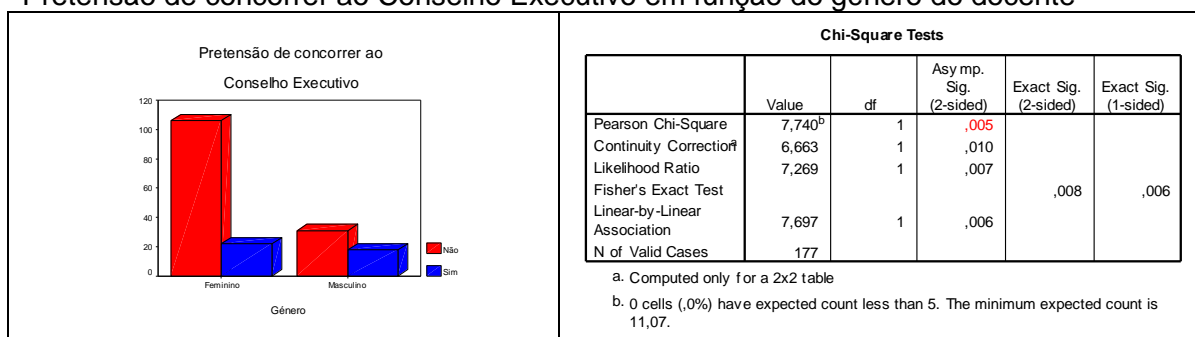 Pretensão de concorrer ao Conselho Executivo em função do género do docente
Pretensão de concorrer ao
Conselho Executivo
120
100
80
60
40
20
0
Feminino
Masculino
Género
Não
Sim
Chi-Square Tests
Value
df
Asymp. Sig. (2-sided)
Exact Sig. (2-sided)
Exact Sig. (1-sided)
Pearson Chi-Square 7,740b 1 ,005
Continuity Correctiona 6,663 1 ,010
Likelihood Ratio 7,269 1 ,007
Fisher's Exact Test ,008 ,006
Linear-by-Linear
Association 7,697 1 ,006
N of Valid Cases 177
a. Computed only for a 2x2 table
b. 0 cells (,0%) have expected count less than 5. The minimum expected count is
11,07.